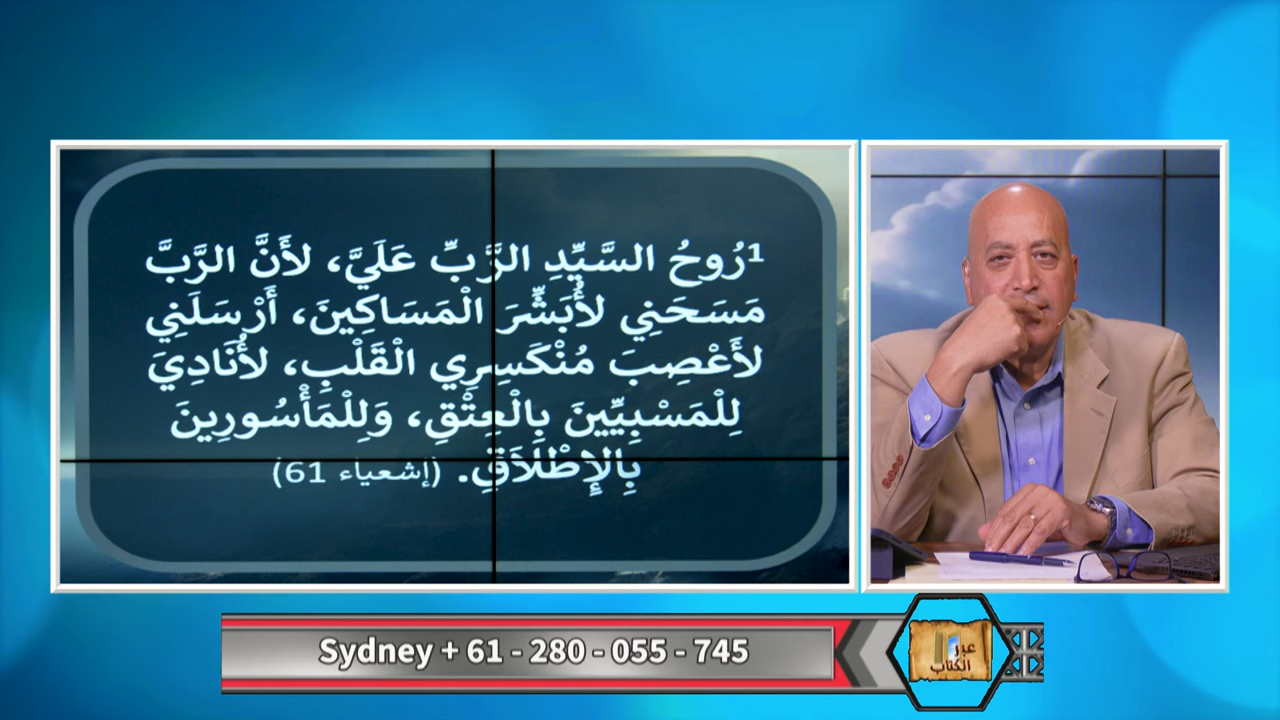 1رُوحُ السَّيِّدِ الرَّبِّ عَلَيَّ، لأَنَّ الرَّبَّ
مَسَحَنِي لأُبَشِّرَ الْمَسَاكِينَ، أَرْسَلَنِي
لأَعْصِبَ مُنْكَسِرِي الْقَلْبِ، لأُنَادِيَ
لِلْمَسْبِيِّينَ بِالْعِتْقِ، وَلِلْمَأْسُورِينَ
بِالإِطْلاَقِ. (إشعياء 61)
Sydney + 61 - 280 - 055 - 745
عبر
الكتاب